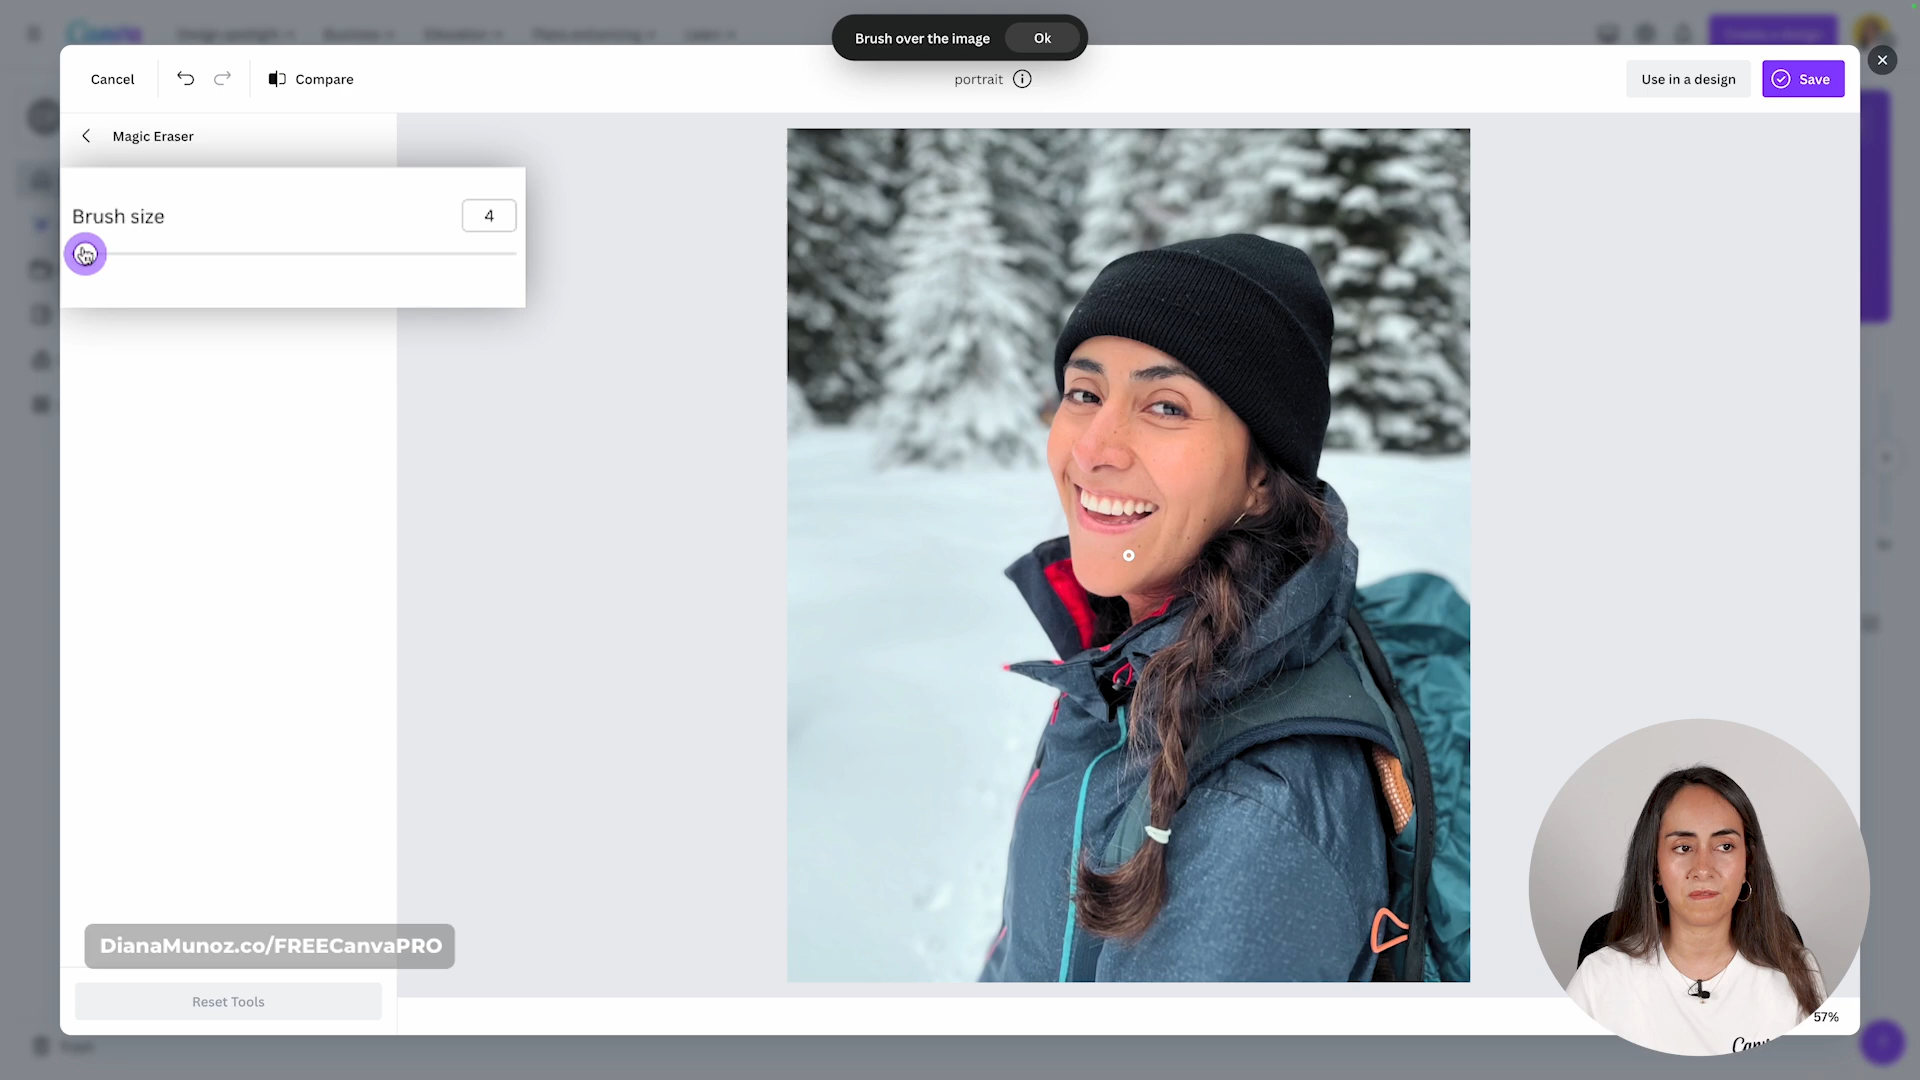 Brush over the image Ok
Cancel Compare portrait Use in a design Save
Magic Eraser
Brush size 4
DianaMunoz.co/FREECanvaPRO
Reset Tools
57%